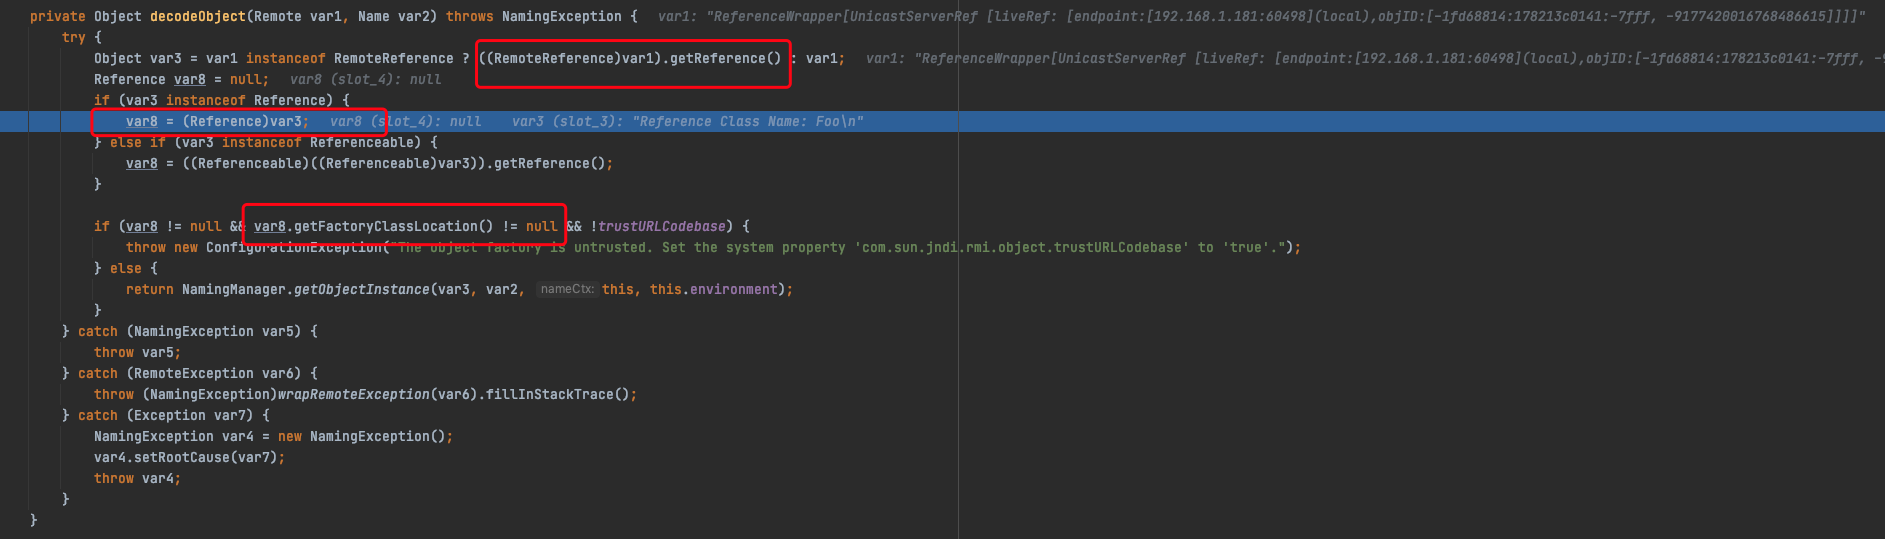 private Object decodeObject(Remote var1, Name var2) throws NamingException {   var1: "ReferenceWrapper[UnicastServerRef [liveRef: [endpoint:[192.168.1.181:60498](local),objID:[-1fd68814:178213c0141:-7fff, -9177420016768486615]]]]"
    try {
        Object var3 = var1 instanceof RemoteReference ? ((RemoteReference)var1).getReference() : var1;   var1: "ReferenceWrapper[UnicastServerRef [liveRef: [endpoint:[192.168.1.181:60498](local),objID:[-1fd68814:178213c0141:-7fff, -9
        Reference var8 = null;   var8 (slot_4): null
        if (var3 instanceof Reference) {
            var8 = (Reference)var3;   var8 (slot_4): null    var3 (slot_3): "Reference Class Name: Foo\n"
        } else if (var3 instanceof Referenceable) {
            var8 = ((Referenceable)((Referenceable)var3)).getReference();
        }
        if (var8 != null && var8.getFactoryClassLocation() != null && !trustURLCodebase) {
            throw new ConfigurationException("The object factory is untrusted. Set the system property 'com.sun.jndi.rmi.object.trustURLCodebase' to 'true'.");
        } else {
            return NamingManager.getObjectInstance(var3, var2, nameCtx: this, this.environment);
        }
    } catch (NamingException var5) {
        throw var5;
    } catch (RemoteException var6) {
        throw (NamingException)wrapRemoteException(var6).fillInStackTrace();
    } catch (Exception var7) {
        NamingException var4 = new NamingException();
        var4.setRootCause(var7);
        throw var4;
    }
}